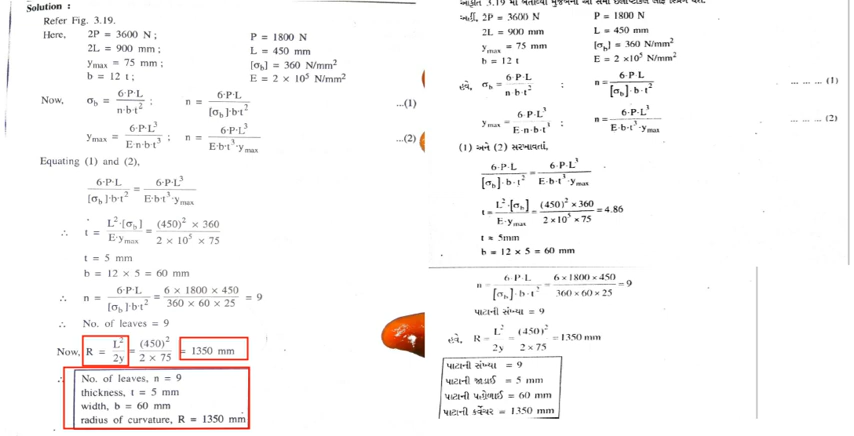 Solution :
Refer Fig. 3.19.
Here, 2P = 3600 N ; P = 1800 N
2L = 900 mm ; L = 450 mm
y_max = 75 mm ; [σ_b] = 360 N/mm²
b = 12 t ; E = 2 × 10⁵ N/mm²
Now, σ_b = 6·P·L / n·b·t² ; n = 6·P·L / [σ_b]·b·t² ...(1)
y_max = 6·P·L³ / E·n·b·t³ ; n = 6·P·L³ / E·b·t³·y_max ...(2)
Equating (1) and (2),
6·P·L / [σ_b]·b·t² = 6·P·L³ / E·b·t³·y_max
∴ t = L²·[σ_b] / E·y_max = (450)² × 360 / 2 × 10⁵ × 75
t = 5 mm
b = 12 × 5 = 60 mm
∴ n = 6·P·L / [σ_b]·b·t² = 6 × 1800 × 450 / 360 × 60 × 25 = 9
∴ No. of leaves = 9
Now, R = L² / 2y = (450)² / 2 × 75 = 1350 mm
∴ No. of leaves, n = 9
thickness, t = 5 mm
width, b = 60 mm
radius of curvature, R = 1350 mm
અહીં, 2P = 3600 N P = 1800 N
2L = 900 mm L = 450 mm
y_max = 75 mm [σ_b] = 360 N/mm²
b = 12 t E = 2 ×10⁵ N/mm²
હવે, σ_b = 6·P·L / n·b·t² ; n = 6·P·L / [σ_b]·b·t² ... ... ... (1)
y_max = 6·P·L³ / E·n·b·t³ ; n = 6·P·L³ / E·b·t³·y_max ... ... ... (2)
(1) અને (2) સરખાવતાં,
6·P·L / [σ_b]·b·t² = 6·P·L³ / E·b·t³·y_max
t = L²·[σ_b] / E·y_max = (450)² × 360 / 2 × 10⁵ × 75 = 4.86
t ≈ 5mm
b = 12 × 5 = 60 mm
n = 6·P·L / [σ_b]·b·t² = 6 × 1800 × 450 / 360 × 60 × 25 = 9
પાટાની સંખ્યા = 9
હવે, R = L² / 2y = (450)² / 2×75 = 1350 mm
પાટાની સંખ્યા = 9
પાટાની જાડાઈ = 5 mm
પાટાની પહોળાઈ = 60 mm
પાટાની કર્વેચર = 1350 mm